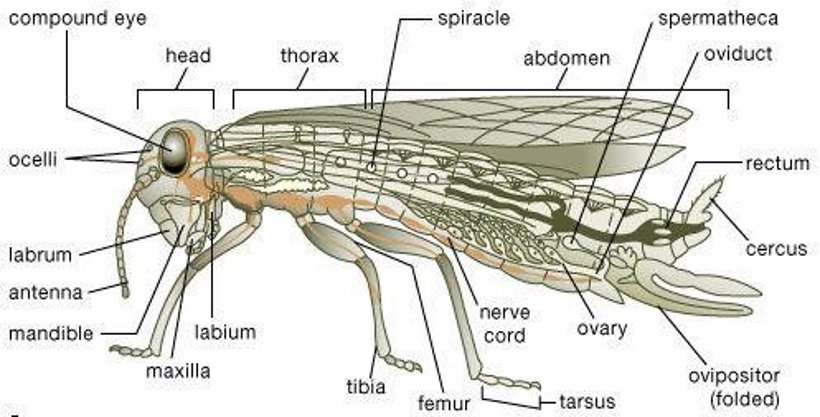 compound eye
spiracle
spermatheca
head
thorax
abdomen
oviduct
ocelli
rectum
labrum
cercus
antenna
mandible
labium
nerve
cord
ovary
maxilla
tibia
femur
tarsus
ovipositor
(folded)